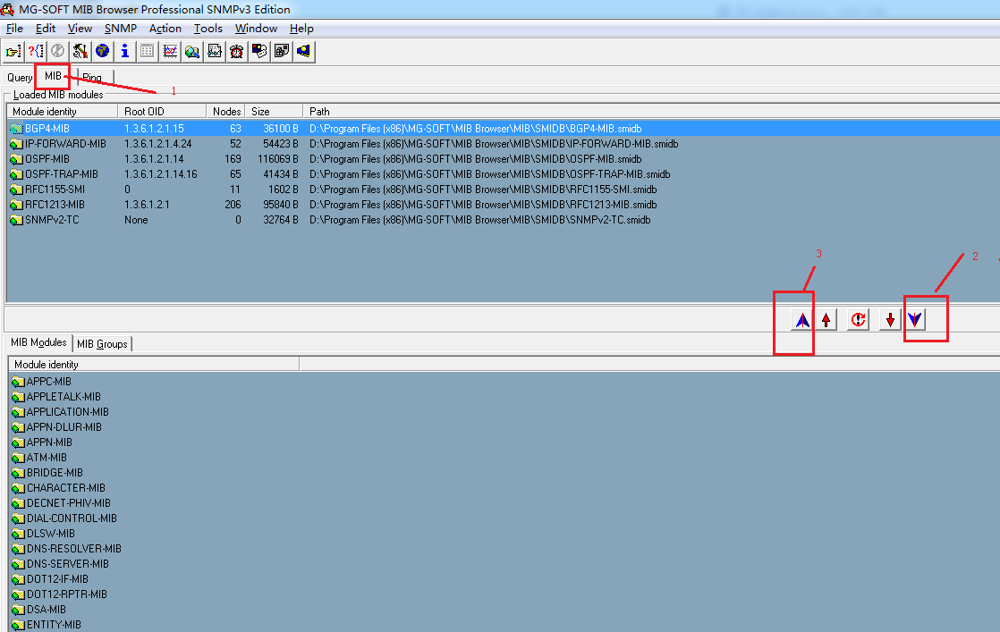 MG-SOFT MIB Browser Professional SNMPv3 Edition
File Edit View SNMP Action Tools Window Help
Query MIB Ping
1
Loaded MIB modules
Module identity Root OID Nodes Size Path
BGP4-MIB 1.3.6.1.2.1.15 63 36100 B D:\Program Files (x86)\MG-SOFT\MIB Browser\MIB\SMIDB\BGP4-MIB.smidb
IP-FORWARD-MIB 1.3.6.1.2.1.4.24 52 54423 B D:\Program Files (x86)\MG-SOFT\MIB Browser\MIB\SMIDB\IP-FORWARD-MIB.smidb
OSPF-MIB 1.3.6.1.2.1.14 169 116069 B D:\Program Files (x86)\MG-SOFT\MIB Browser\MIB\SMIDB\OSPF-MIB.smidb
OSPF-TRAP-MIB 1.3.6.1.2.1.14.16 65 41434 B D:\Program Files (x86)\MG-SOFT\MIB Browser\MIB\SMIDB\OSPF-TRAP-MIB.smidb
RFC1155-SMI 0 11 1602 B D:\Program Files (x86)\MG-SOFT\MIB Browser\MIB\SMIDB\RFC1155-SMI.smidb
RFC1213-MIB 1.3.6.1.2.1 206 95840 B D:\Program Files (x86)\MG-SOFT\MIB Browser\MIB\SMIDB\RFC1213-MIB.smidb
SNMPv2-TC None 0 32764 B D:\Program Files (x86)\MG-SOFT\MIB Browser\MIB\SMIDB\SNMPv2-TC.smidb
3 2
MIB Modules MIB Groups
Module identity
APPC-MIB
APPLETALK-MIB
APPLICATION-MIB
APPN-DLUR-MIB
APPN-MIB
ATM-MIB
BRIDGE-MIB
CHARACTER-MIB
DECNET-PHIV-MIB
DIAL-CONTROL-MIB
DLSW-MIB
DNS-RESOLVER-MIB
DNS-SERVER-MIB
DOT12-IF-MIB
DOT12-RPTR-MIB
DSA-MIB
ENTITY-MIB